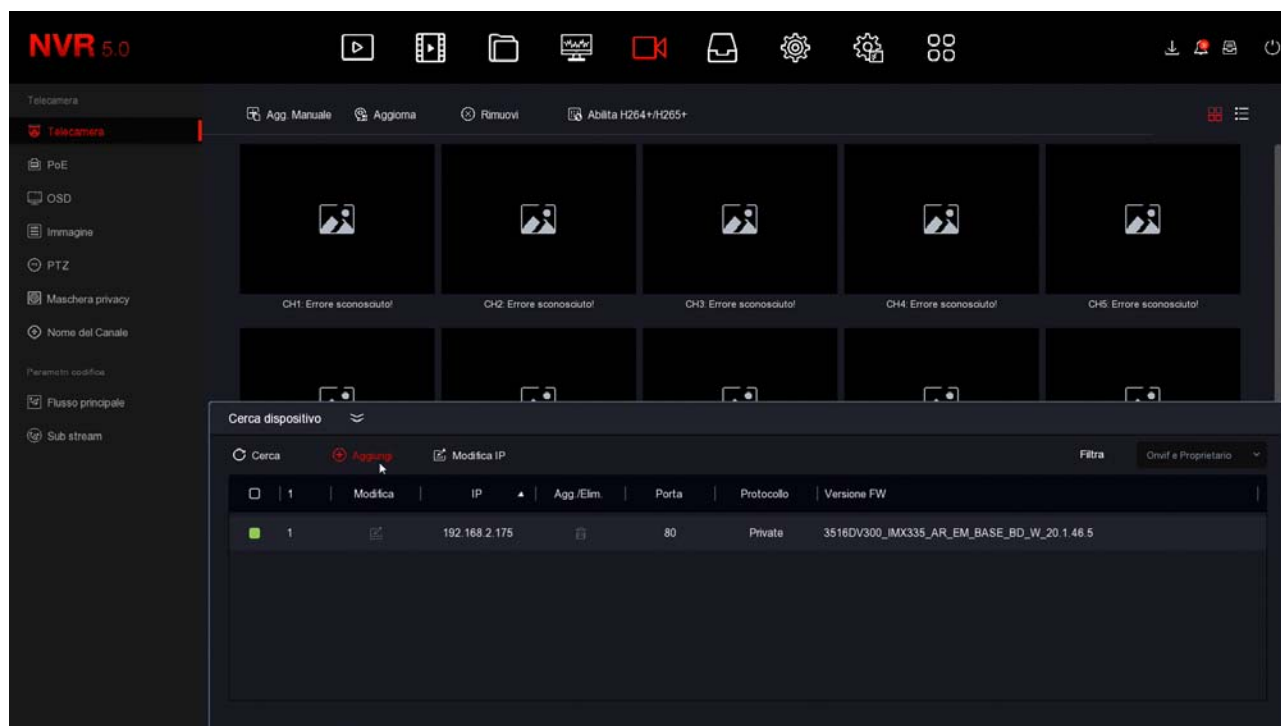 NVR 5.0
Telecamera
Telecamera
PoE
OSD
Immagine
PTZ
Maschera privacy
Nome del Canale
Parametri codifica
Flusso principale
Sub stream
Agg. Manuale Aggiorna Rimuovi Abilita H264+/H265+
CH1: Errore sconosciuto! CH2: Errore sconosciuto! CH3: Errore sconosciuto! CH4: Errore sconosciuto! CH5: Errore sconosciuto!
Cerca dispositivo
Cerca Aggiungi Modifica IP Filtra Onvif e Proprietario
1 Modifica IP Agg./Elim. Porta Protocollo Versione FW
1 192.168.2.175 80 Private 3516DV300_IMX335_AR_EM_BASE_BD_W_20.1.46.5